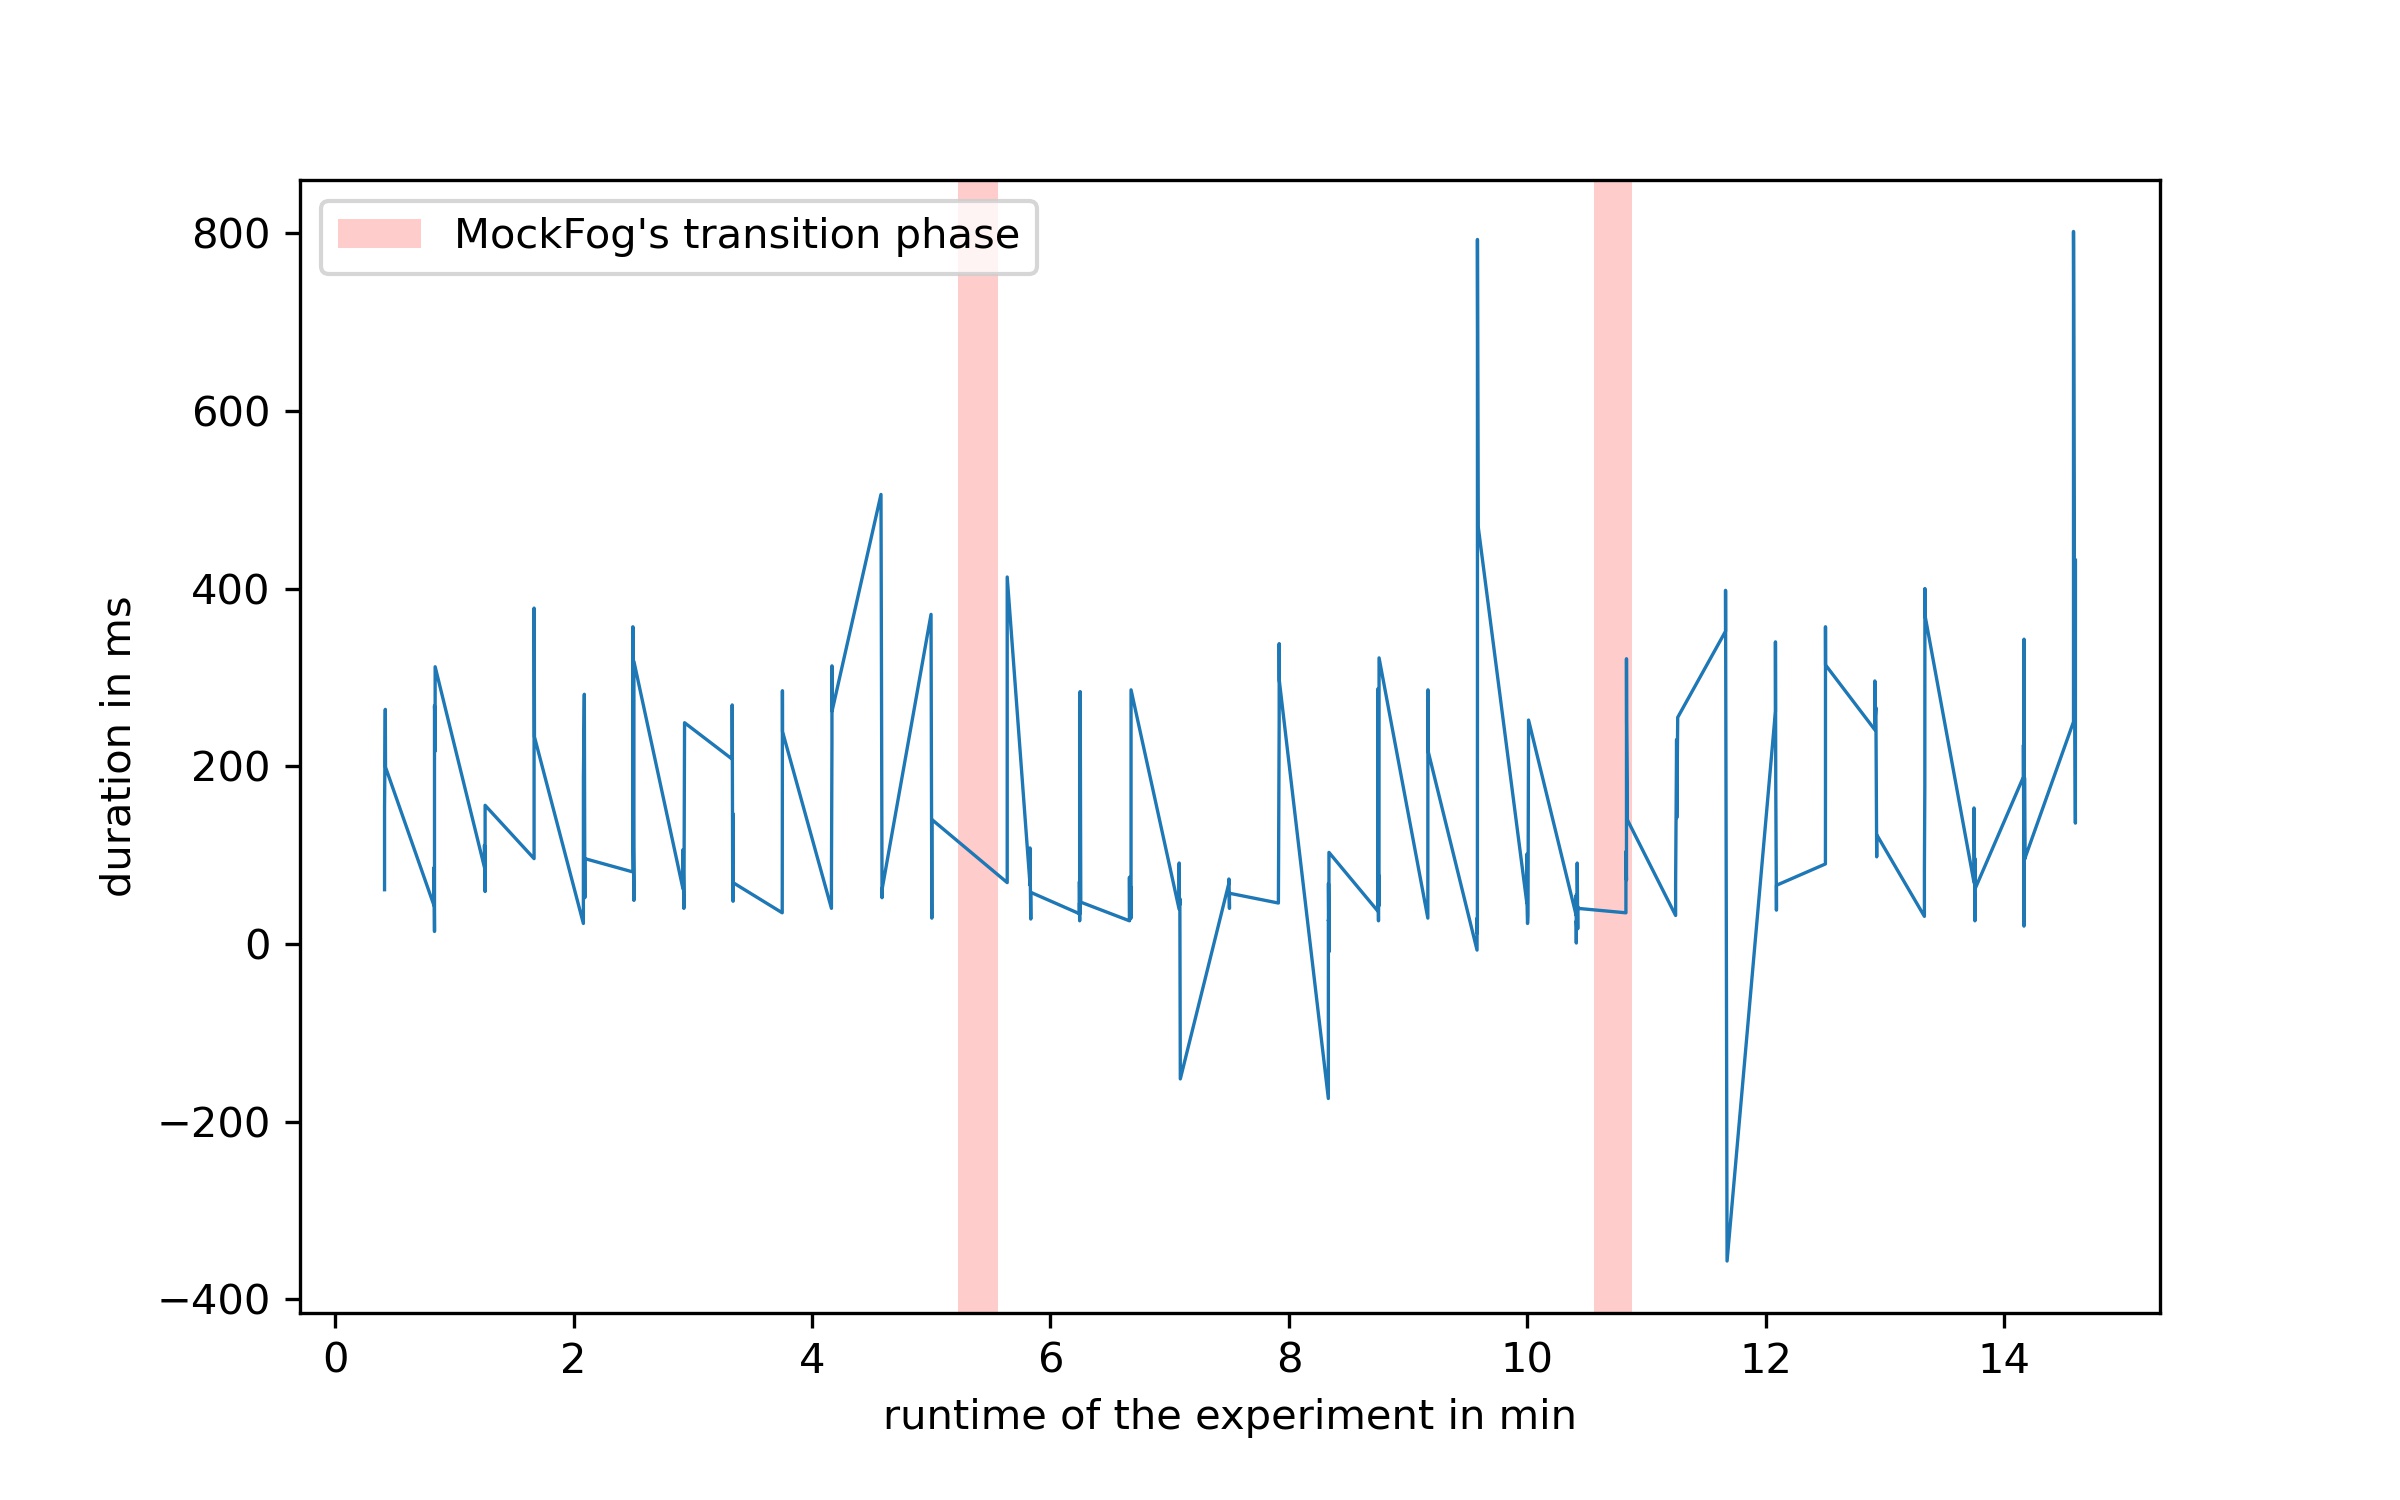 MockFog's transition phase
800
600
400
200
0
−200
−400
duration in ms
0 2 4 6 8 10 12 14
runtime of the experiment in min